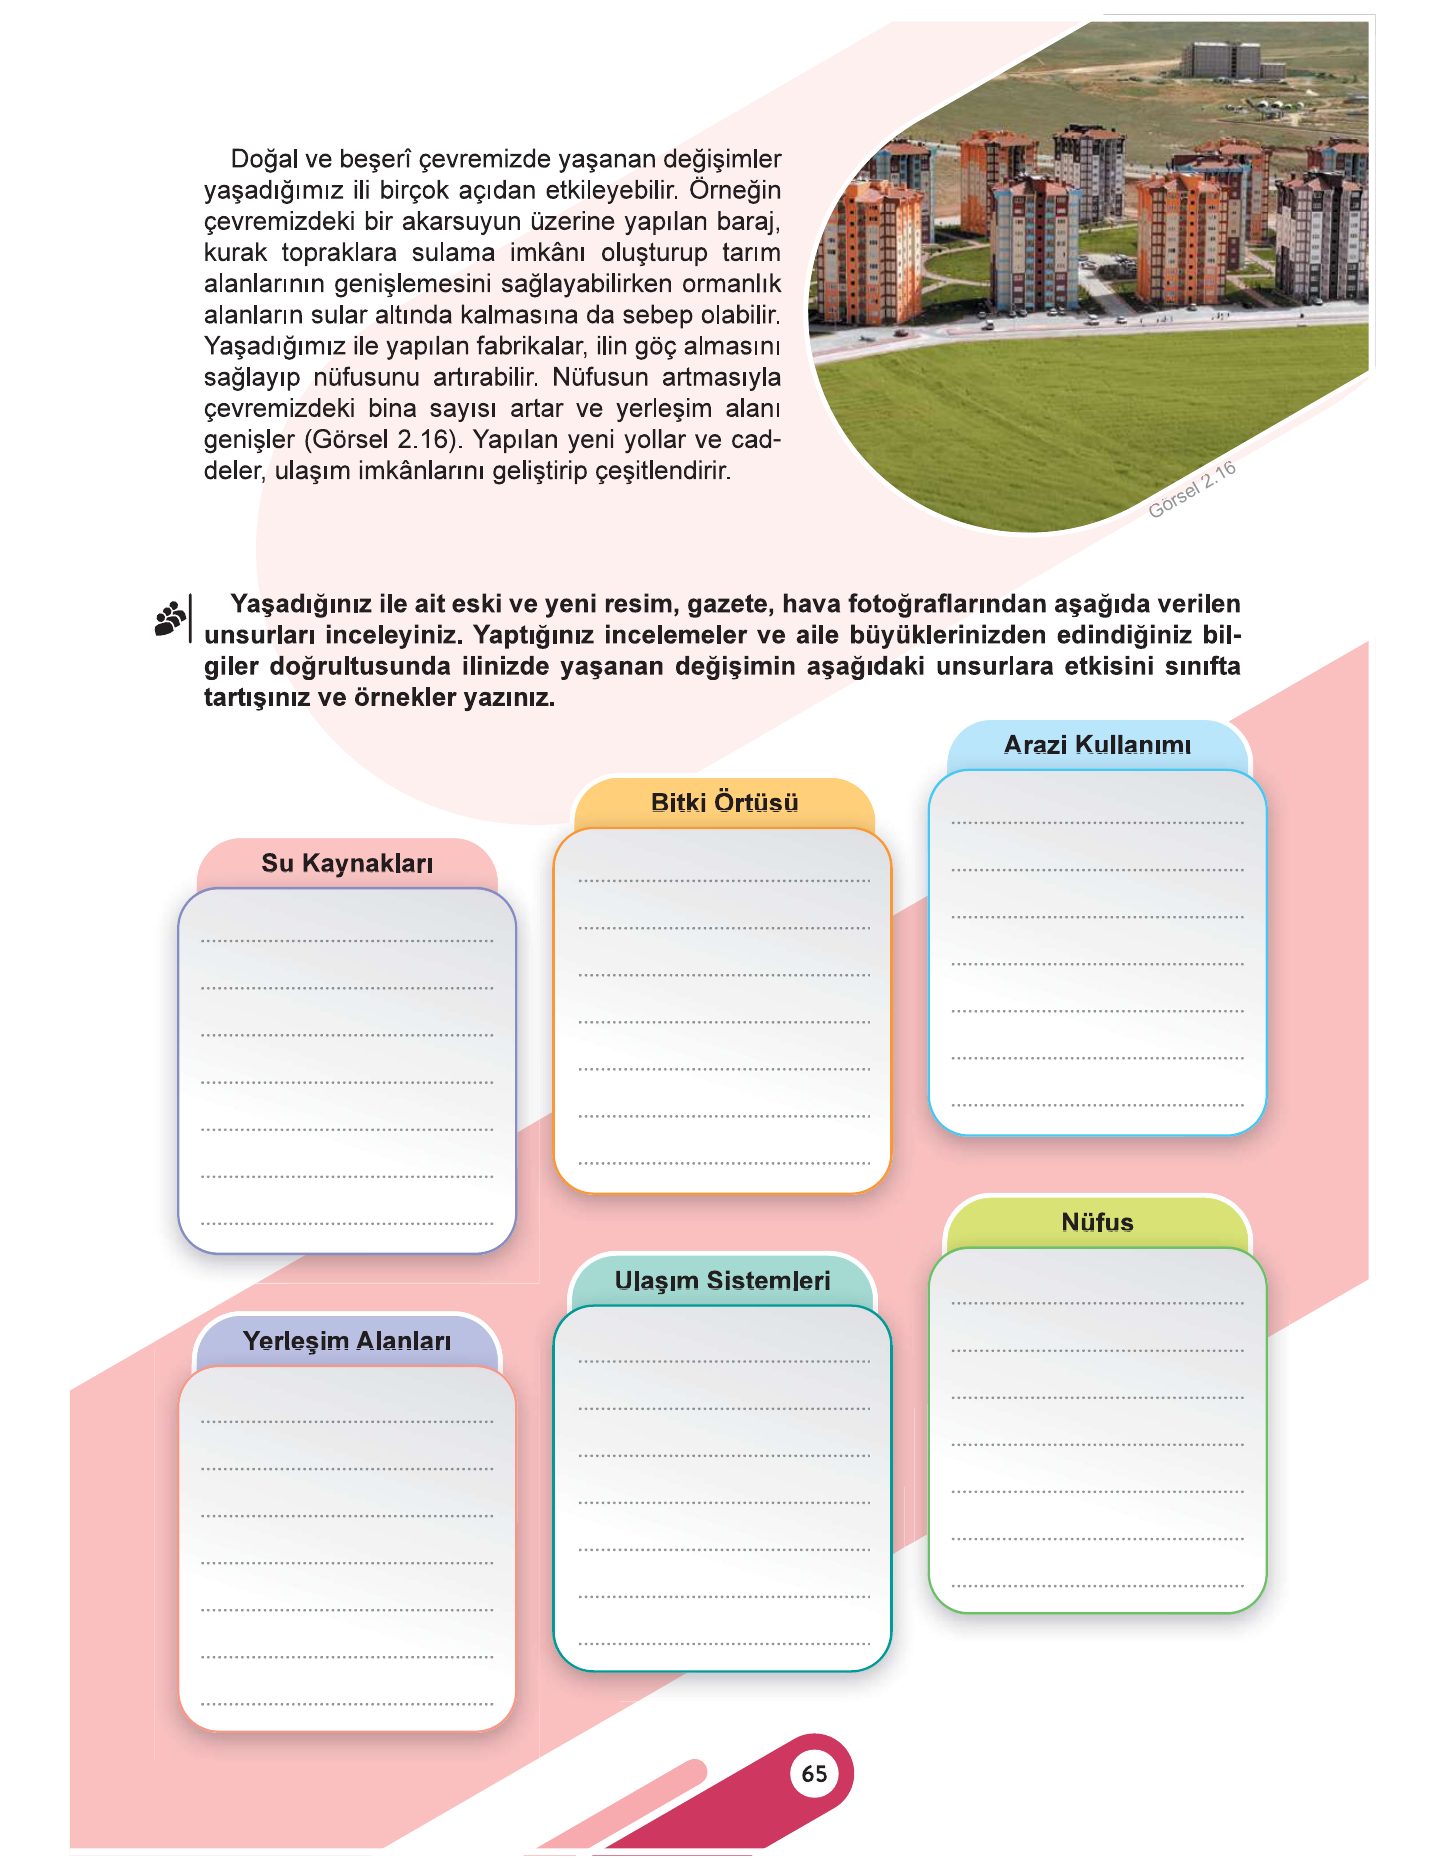 Doğal ve beşerî çevremizde yaşanan değişimler
yaşadığımız ili birçok açıdan etkileyebilir. Örneğin
çevremizdeki bir akarsuyun üzerine yapılan baraj,
kurak topraklara sulama imkânı oluşturup tarım
alanlarının genişlemesini sağlayabilirken ormanlık
alanların sular altında kalmasına da sebep olabilir.
Yaşadığımız ile yapılan fabrikalar, ilin göç almasını
sağlayıp nüfusunu artırabilir. Nüfusun artmasıyla
çevremizdeki bina sayısı artar ve yerleşim alanı
genişler (Görsel 2.16). Yapılan yeni yollar ve cad-
deler, ulaşım imkânlarını geliştirip çeşitlendirir.
Görsel 2.16
Yaşadığınız ile ait eski ve yeni resim, gazete, hava fotoğraflarından aşağıda verilen
unsurları inceleyiniz. Yaptığınız incelemeler ve aile büyüklerinizden edindiğiniz bil-
giler doğrultusunda ilinizde yaşanan değişimin aşağıdaki unsurlara etkisini sınıfta
tartışınız ve örnekler yazınız.
Su Kaynakları
Bitki Örtüsü
Arazi Kullanımı
Yerleşim Alanları
Ulaşım Sistemleri
Nüfus
65